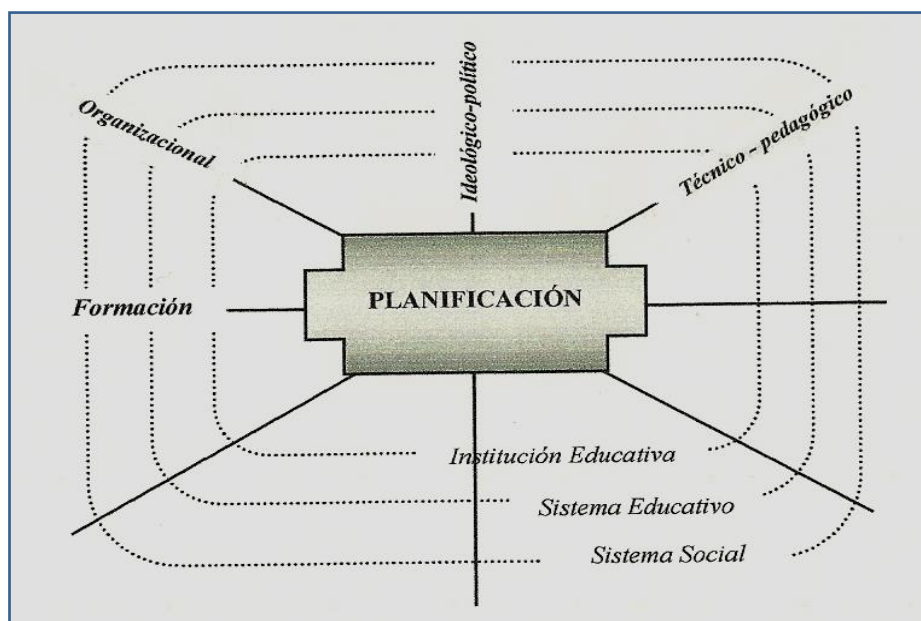 Organizacional
Ideológico-político
Técnico - pedagógico
PLANIFICACIÓN
Formación
Institución Educativa
Sistema Educativo
Sistema Social